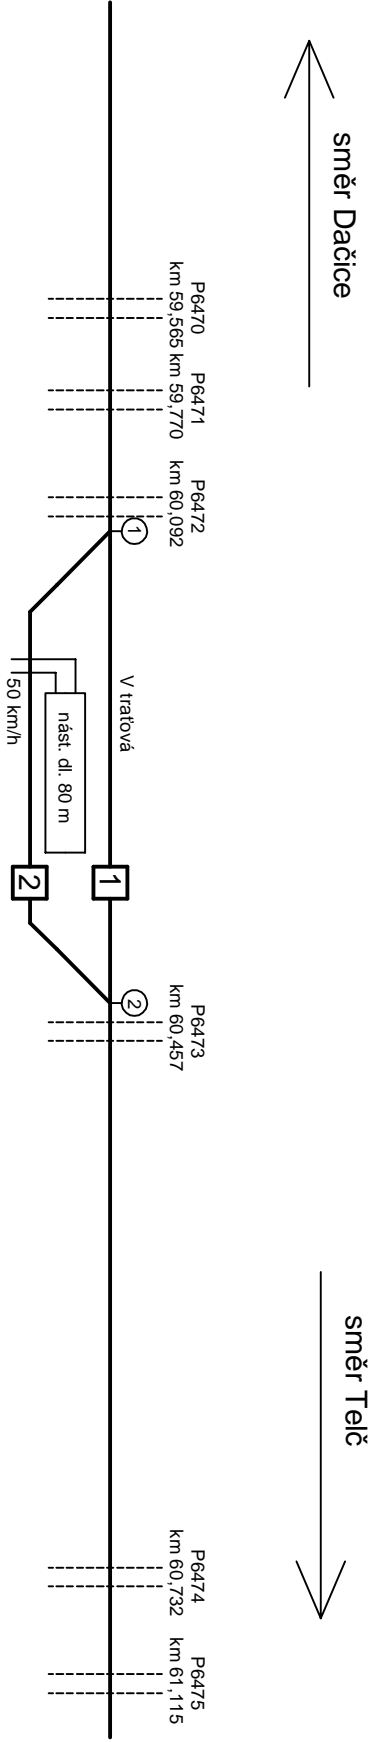 směr Dačice
P6470
km 59,565
P6471
km 59,770
P6472
km 60,092
1
V traťová
nást. dl. 80 m
50 km/h
1
2
2
P6473
km 60,457
směr Telč
P6474
km 60,732
P6475
km 61,115